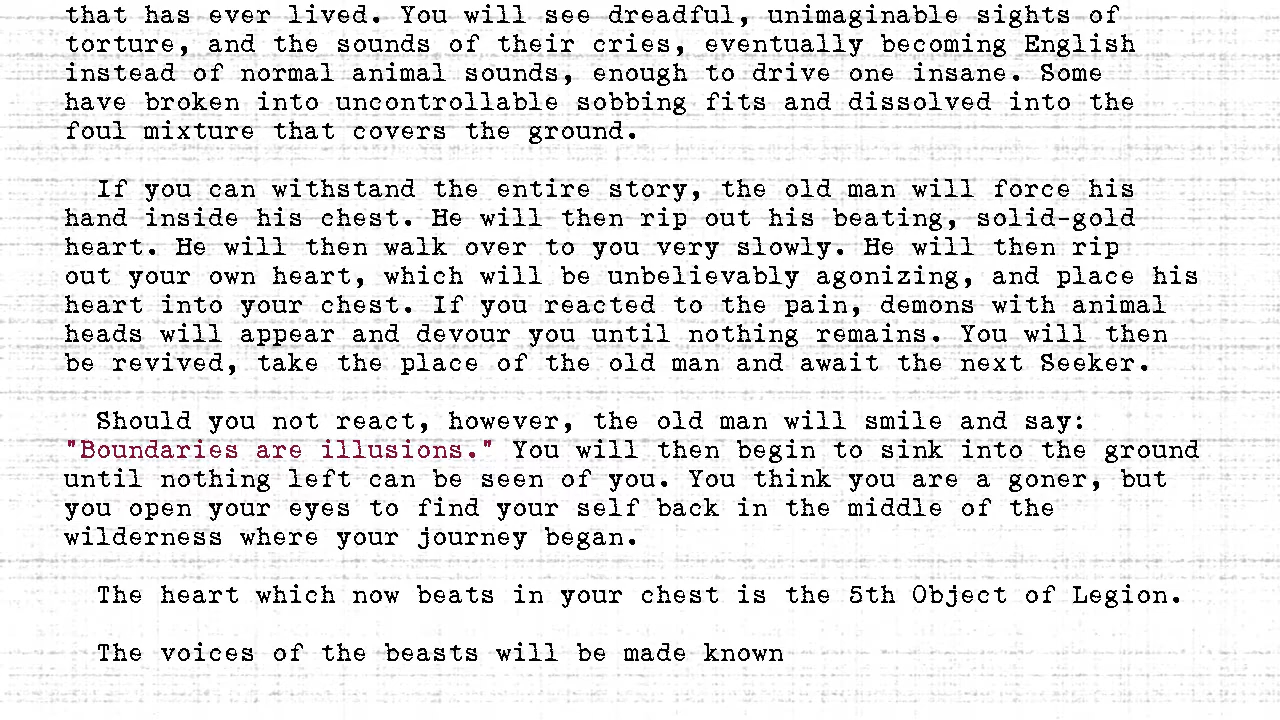 that has ever lived. You will see dreadful, unimaginable sights of
torture, and the sounds of their cries, eventually becoming English
instead of normal animal sounds, enough to drive one insane. Some
have broken into uncontrollable sobbing fits and dissolved into the
foul mixture that covers the ground.
If you can withstand the entire story, the old man will force his
hand inside his chest. He will then rip out his beating, solid-gold
heart. He will then walk over to you very slowly. He will then rip
out your own heart, which will be unbelievably agonizing, and place his
heart into your chest. If you reacted to the pain, demons with animal
heads will appear and devour you until nothing remains. You will then
be revived, take the place of the old man and await the next Seeker.
Should you not react, however, the old man will smile and say:
"Boundaries are illusions." You will then begin to sink into the ground
until nothing left can be seen of you. You think you are a goner, but
you open your eyes to find your self back in the middle of the
wilderness where your journey began.
The heart which now beats in your chest is the 5th Object of Legion.
The voices of the beasts will be made known